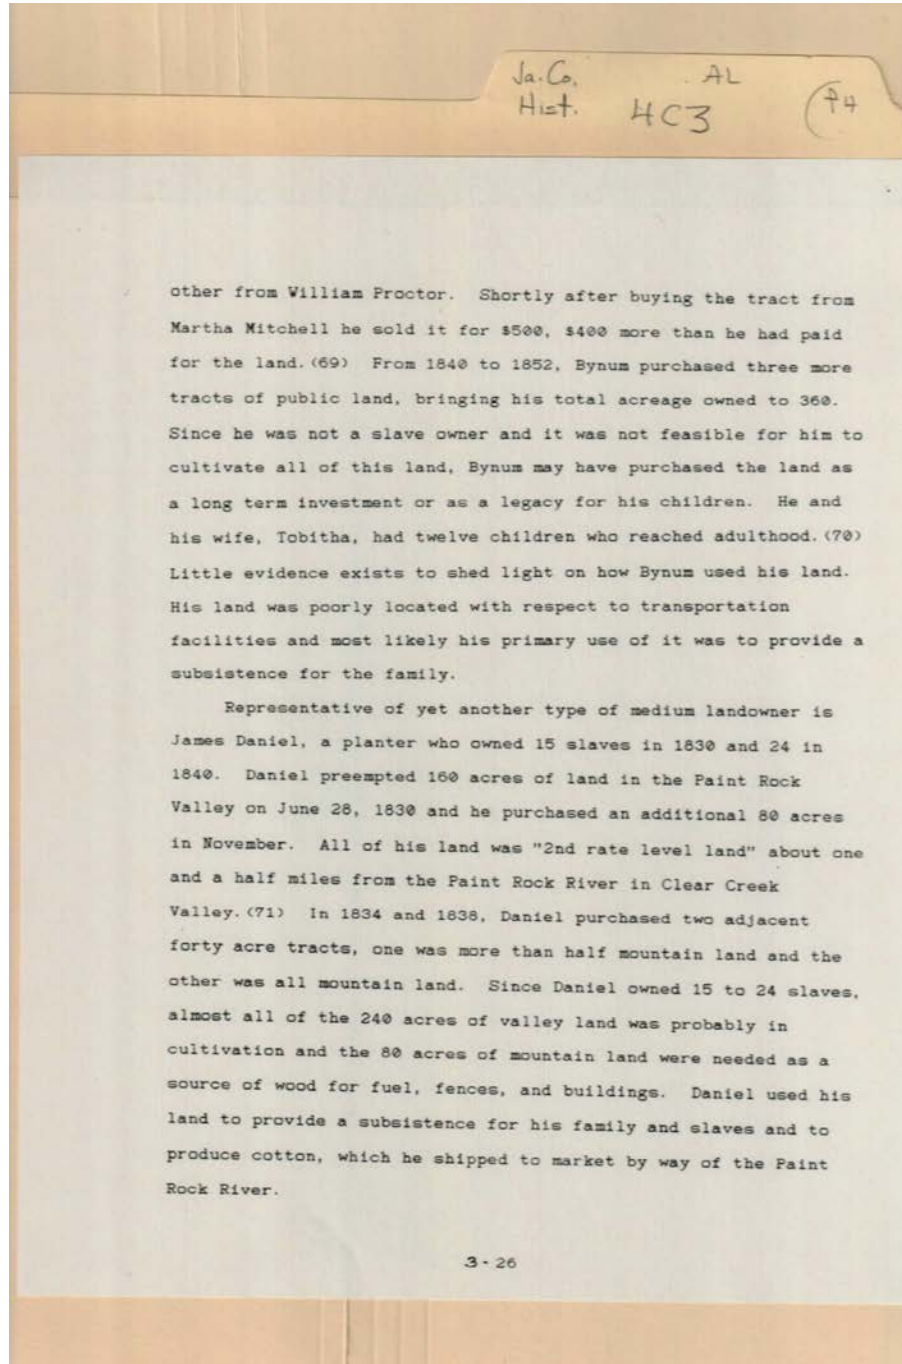 Ja. Co. AL
Hist. 4C3 P4
other from William Proctor. Shortly after buying the tract from
Martha Mitchell he sold it for $500, $400 more than he had paid
for the land.(69) From 1840 to 1852, Bynum purchased three more
tracts of public land, bringing his total acreage owned to 360.
Since he was not a slave owner and it was not feasible for him to
cultivate all of this land, Bynum may have purchased the land as
a long term investment or as a legacy for his children. He and
his wife, Tobitha, had twelve children who reached adulthood.(70)
Little evidence exists to shed light on how Bynum used his land.
His land was poorly located with respect to transportation
facilities and most likely his primary use of it was to provide a
subsistence for the family.
Representative of yet another type of medium landowner is
James Daniel, a planter who owned 15 slaves in 1830 and 24 in
1840. Daniel preempted 160 acres of land in the Paint Rock
Valley on June 28, 1830 and he purchased an additional 80 acres
in November. All of his land was "2nd rate level land" about one
and a half miles from the Paint Rock River in Clear Creek
Valley.(71) In 1834 and 1838, Daniel purchased two adjacent
forty acre tracts, one was more than half mountain land and the
other was all mountain land. Since Daniel owned 15 to 24 slaves,
almost all of the 240 acres of valley land was probably in
cultivation and the 80 acres of mountain land were needed as a
source of wood for fuel, fences, and buildings. Daniel used his
land to provide a subsistence for his family and slaves and to
produce cotton, which he shipped to market by way of the Paint
Rock River.
3 - 26